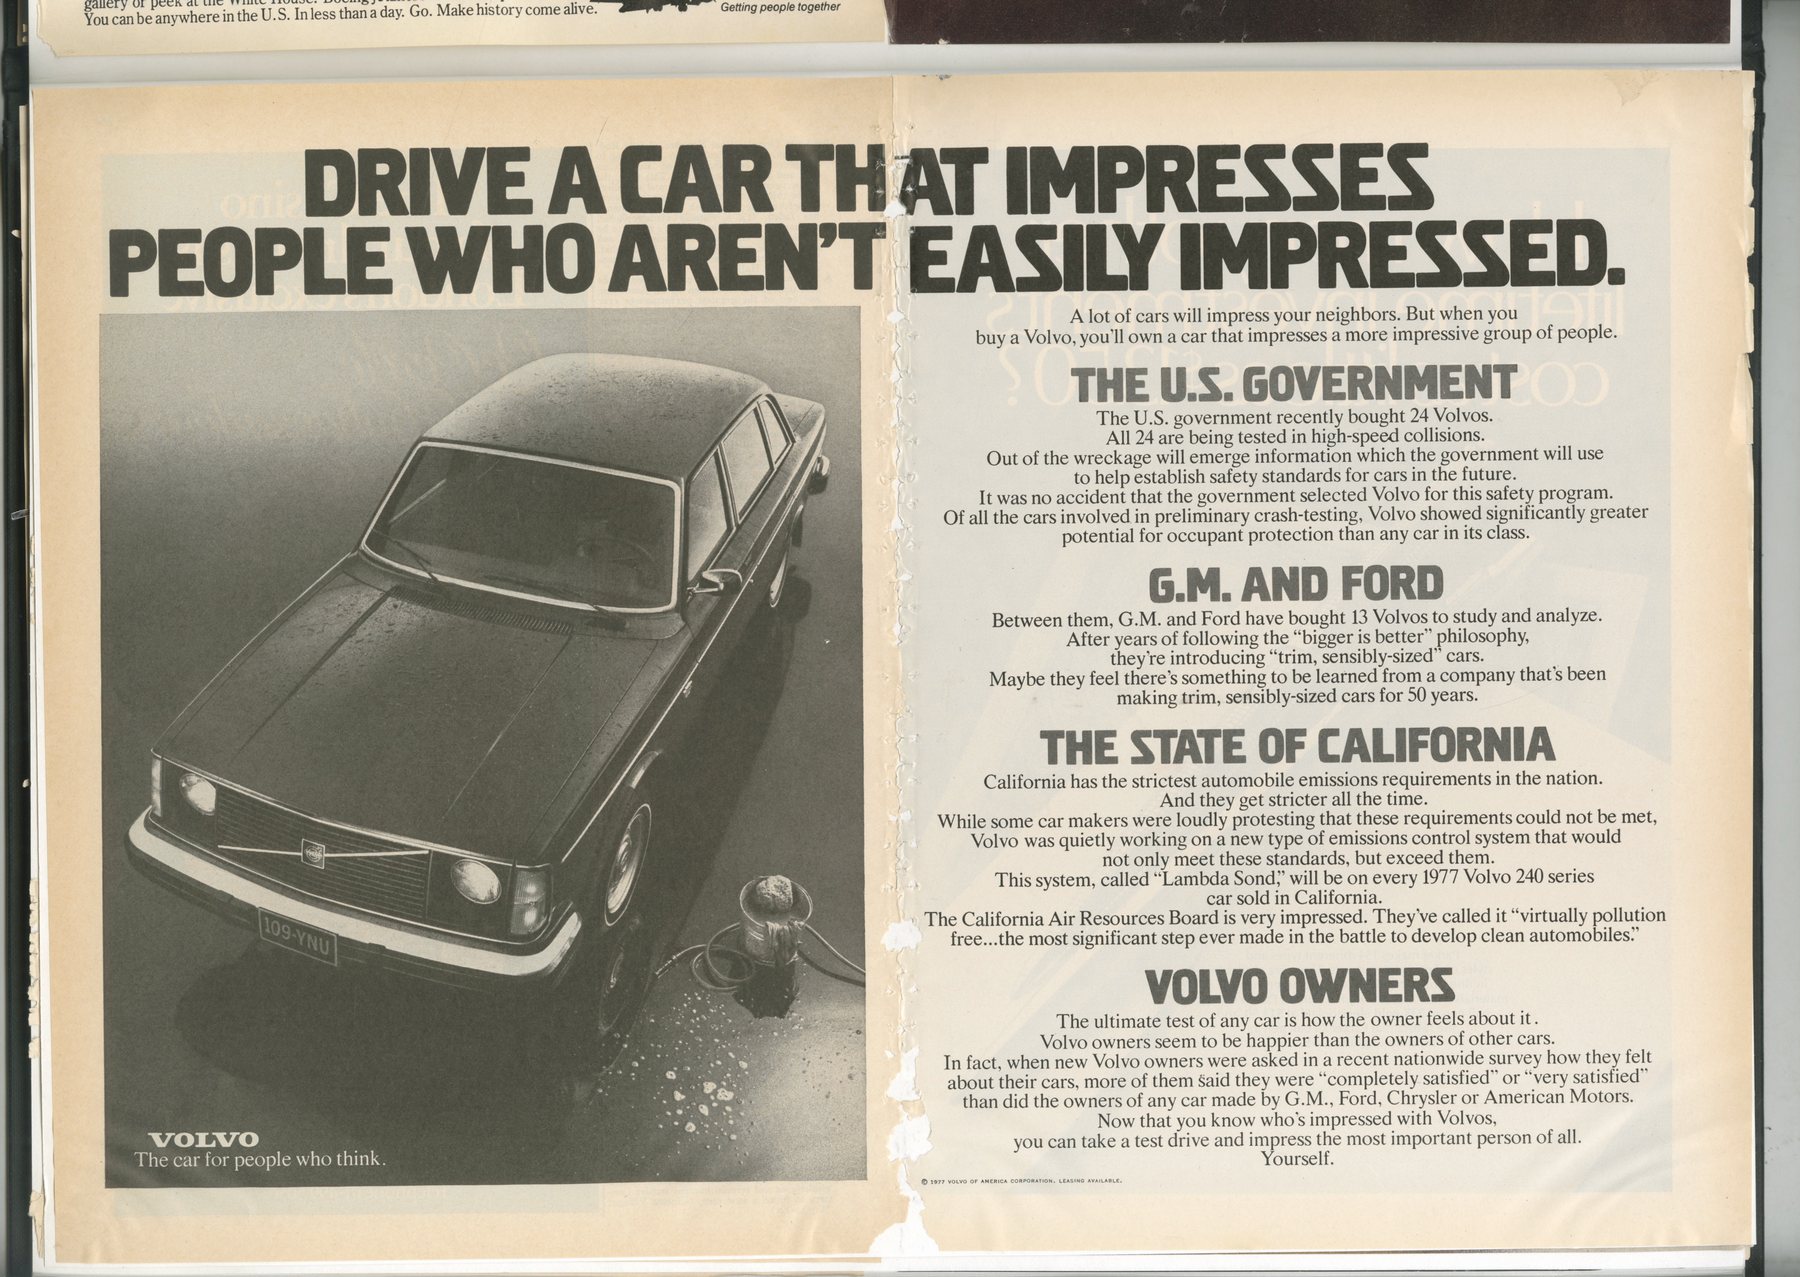 You can be anywhere in the U.S. In less than a day. Go. Make history come alive.
Getting people together
DRIVE A CAR THAT IMPRESSES
PEOPLE WHO AREN'T EASILY IMPRESSED.
A lot of cars will impress your neighbors. But when you
buy a Volvo, you'll own a car that impresses a more impressive group of people.
THE U.S. GOVERNMENT
The U.S. government recently bought 24 Volvos.
All 24 are being tested in high-speed collisions.
Out of the wreckage will emerge information which the government will use
to help establish safety standards for cars in the future.
It was no accident that the government selected Volvo for this safety program.
Of all the cars involved in preliminary crash-testing, Volvo showed significantly greater
potential for occupant protection than any car in its class.
G.M. AND FORD
Between them, G.M. and Ford have bought 13 Volvos to study and analyze.
After years of following the "bigger is better" philosophy,
they're introducing "trim, sensibly-sized" cars.
Maybe they feel there's something to be learned from a company that's been
making trim, sensibly-sized cars for 50 years.
THE STATE OF CALIFORNIA
California has the strictest automobile emissions requirements in the nation.
And they get stricter all the time.
While some car makers were loudly protesting that these requirements could not be met,
Volvo was quietly working on a new type of emissions control system that would
not only meet these standards, but exceed them.
This system, called "Lambda Sond," will be on every 1977 Volvo 240 series
car sold in California.
The California Air Resources Board is very impressed. They've called it "virtually pollution
free...the most significant step ever made in the battle to develop clean automobiles."
VOLVO OWNERS
The ultimate test of any car is how the owner feels about it.
Volvo owners seem to be happier than the owners of other cars.
In fact, when new Volvo owners were asked in a recent nationwide survey how they felt
about their cars, more of them said they were "completely satisfied" or "very satisfied"
than did the owners of any car made by G.M., Ford, Chrysler or American Motors.
Now that you know who's impressed with Volvos,
you can take a test drive and impress the most important person of all.
Yourself.
© 1977 VOLVO OF AMERICA CORPORATION. LEASING AVAILABLE.
109-YNU
VOLVO
The car for people who think.